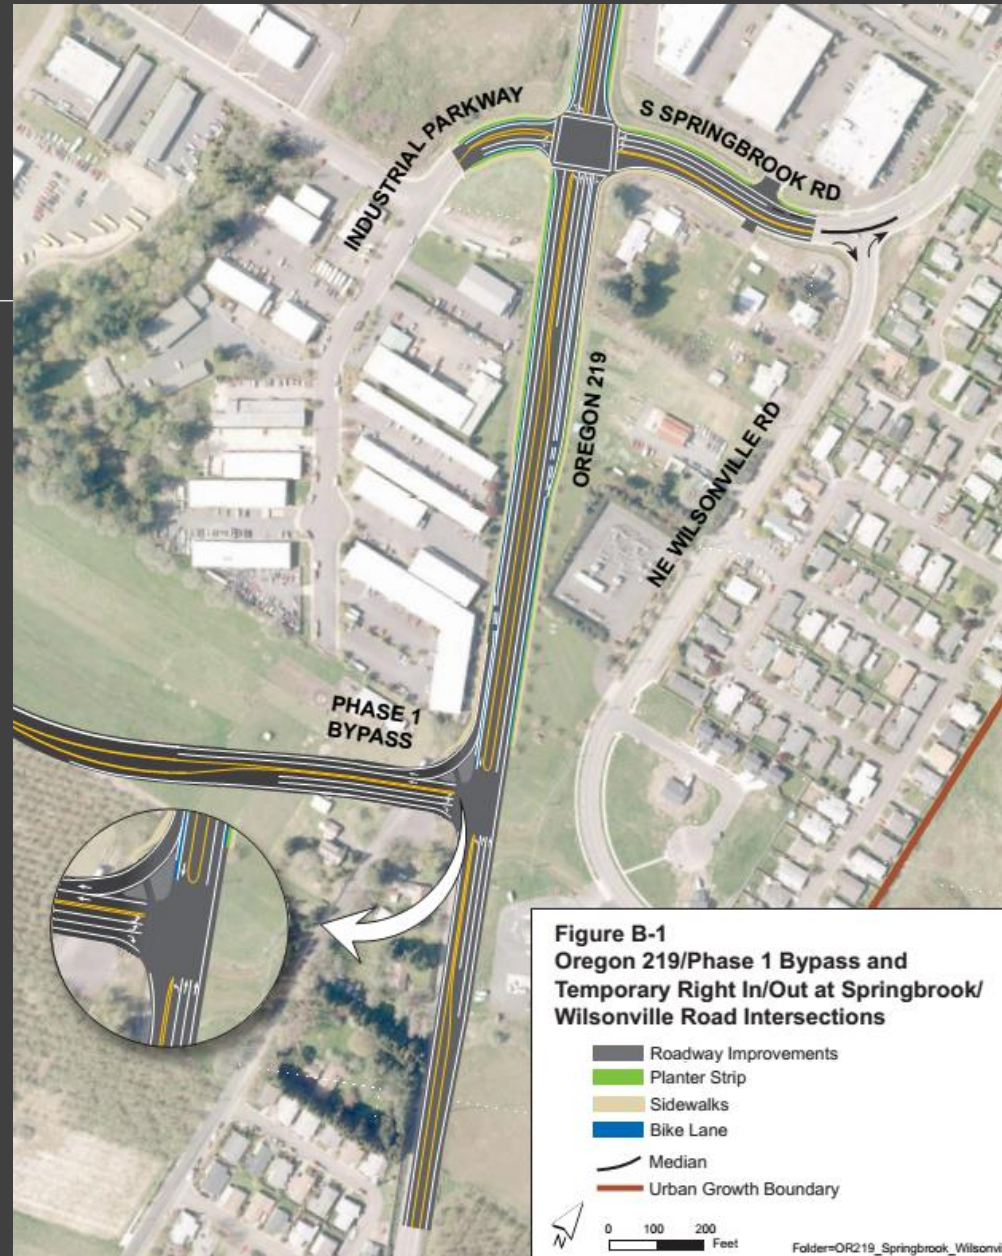 INDUSTRIAL PARKWAY
S SPRINGBROOK RD
OREGON 219
NE WILSONVILLE RD
PHASE 1
BYPASS
Figure B-1
Oregon 219/Phase 1 Bypass and
Temporary Right In/Out at Springbrook/
Wilsonville Road Intersections
Roadway Improvements
Planter Strip
Sidewalks
Bike Lane
Median
Urban Growth Boundary
N
0 100 200
Feet
Folder=OR219_Springbrook_Wilsonvi